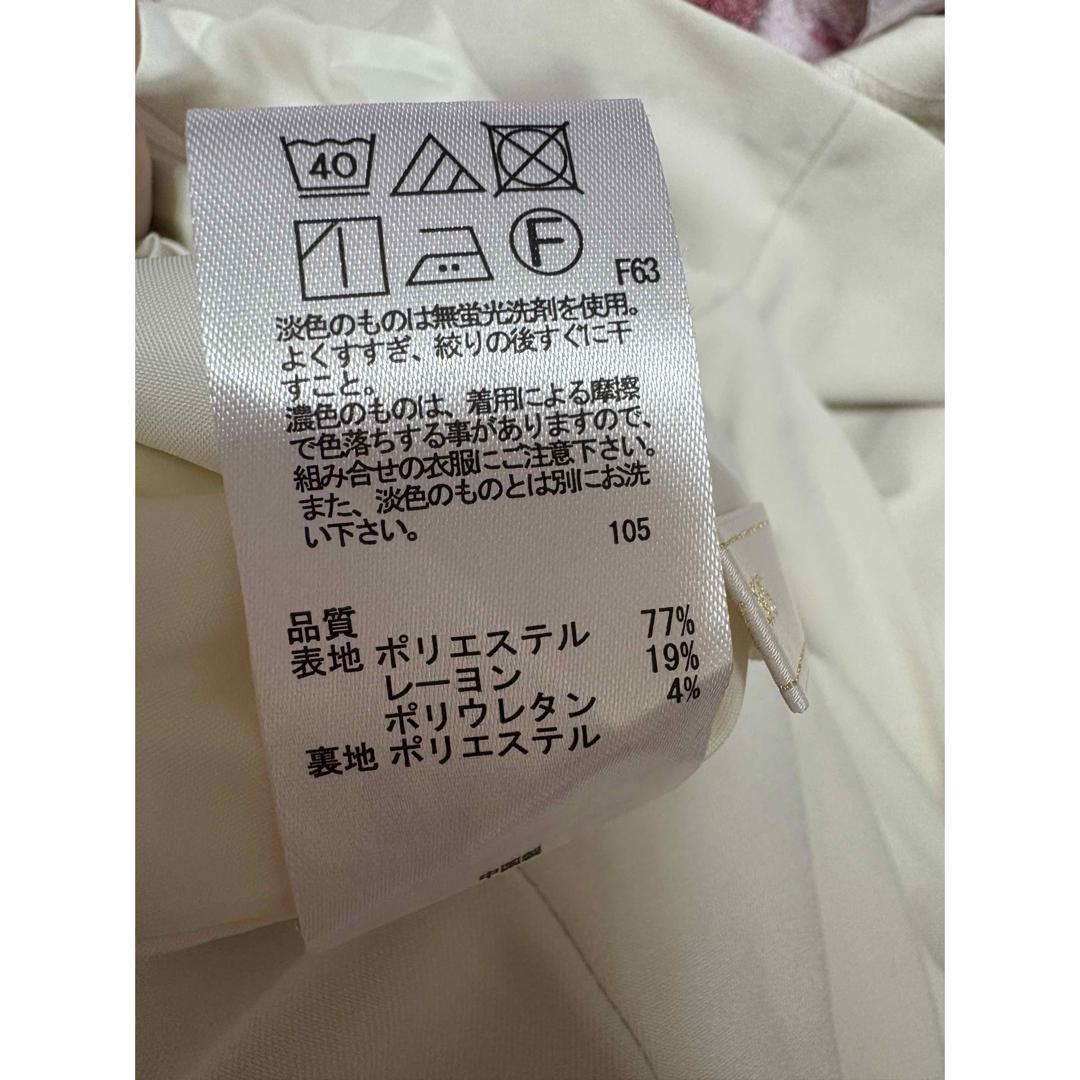 40
F
F63
淡色のものは無蛍光洗剤を使用。
よくすすぎ、絞りの後すぐに干
すこと。
濃色のものは、着用による摩擦
で色落ちする事がありますので、
組み合せの衣服にご注意下さい。
また、淡色のものとは別にお洗
い下さい。
105
品質
表地 ポリエステル 77%
レーヨン 19%
ポリウレタン 4%
裏地 ポリエステル
中国製